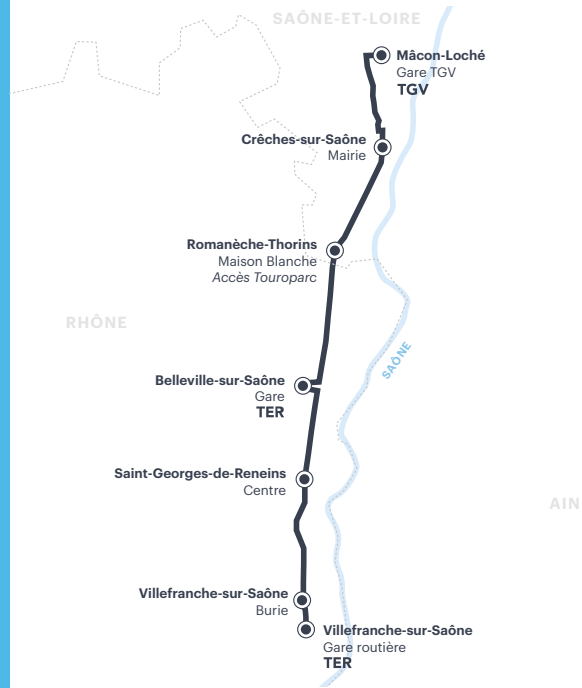 SAÔNE-ET-LOIRE
Mâcon-Loché
Gare TGV
TGV
Crêches-sur-Saône
Mairie
Romanèche-Thorins
Maison Blanche
Accès Touroparc
RHÔNE
SAÔNE
Belleville-sur-Saône
Gare
TER
Saint-Georges-de-Reneins
Centre
AIN
Villefranche-sur-Saône
Burie
Villefranche-sur-Saône
Gare routière
TER